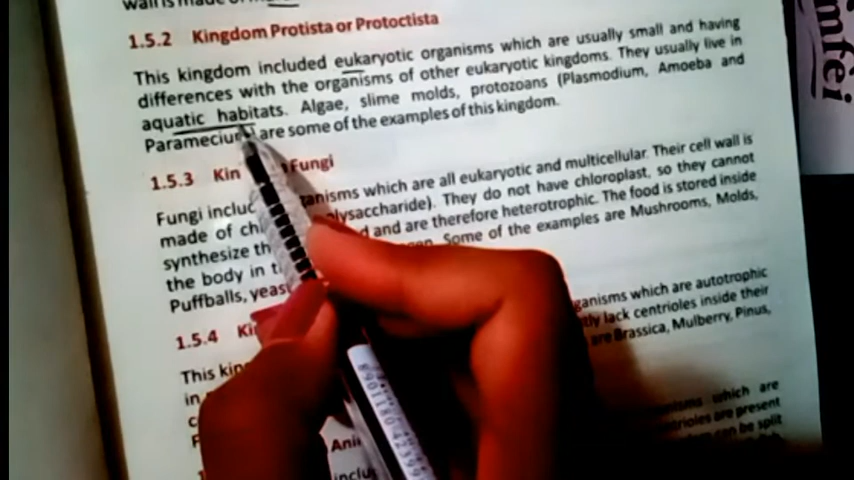 wall is made of
1.5.2 Kingdom Protista or Protoctista
This kingdom included eukaryotic organisms which are usually small and having
differences with the organisms of other eukaryotic kingdoms. They usually live in
aquatic habitats. Algae, slime molds, protozoans (Plasmodium, Amoeba and
Paramecium) are some of the examples of this kingdom.
1.5.3 Kin Fungi
Fungi includ anisms which are all eukaryotic and multicellular. Their cell wall is
made of chi lysaccharide). They do not have chloroplast, so they cannot
synthesize th d and are therefore heterotrophic. The food is stored inside
the body in t gen. Some of the examples are Mushrooms, Molds,
Puffballs, yeas
1.5.4 Ki
ganisms which are autotrophic
This king tly lack centrioles inside their
in are Brassica, Mulberry, Pinus,
Ani nisms which are
inclu entrioles are present
can be split